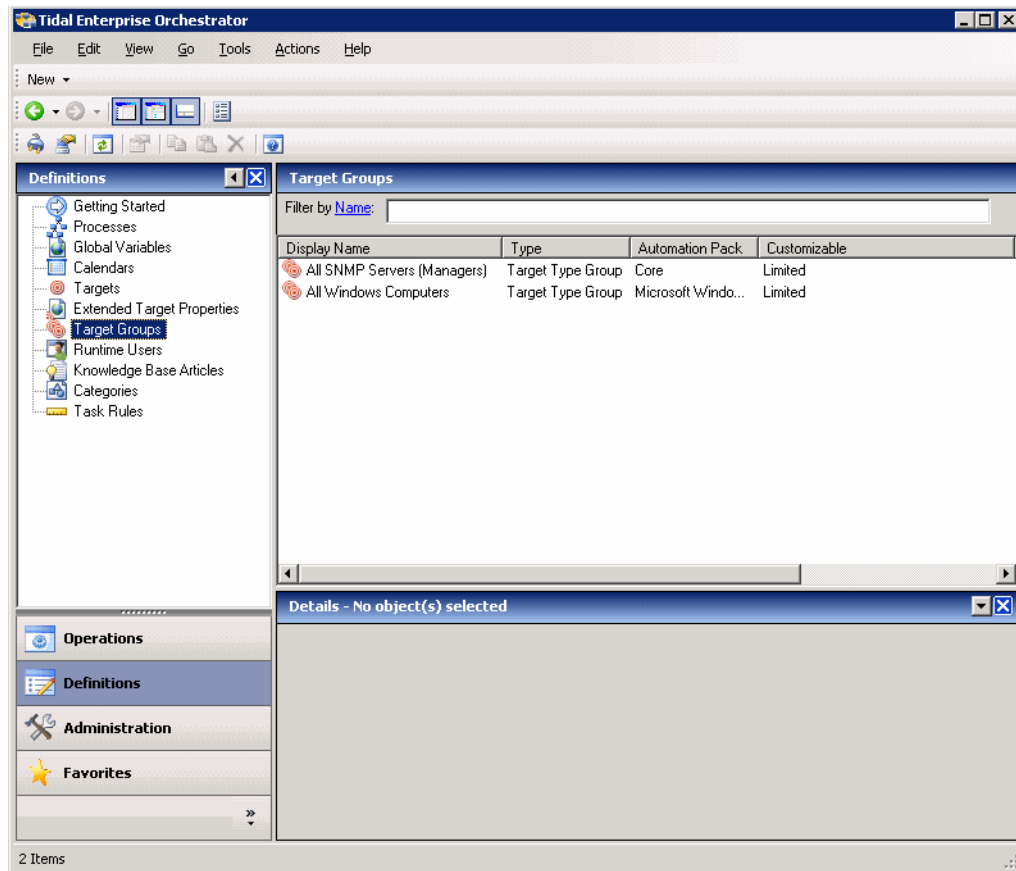 Tidal Enterprise Orchestrator
File Edit View Go Tools Actions Help
New
Definitions
Getting Started
Processes
Global Variables
Calendars
Targets
Extended Target Properties
Target Groups
Runtime Users
Knowledge Base Articles
Categories
Task Rules
Operations
Definitions
Administration
Favorites
Target Groups
Filter by Name:
Display Name Type Automation Pack Customizable
All SNMP Servers (Managers) Target Type Group Core Limited
All Windows Computers Target Type Group Microsoft Windo... Limited
Details - No object(s) selected
2 Items